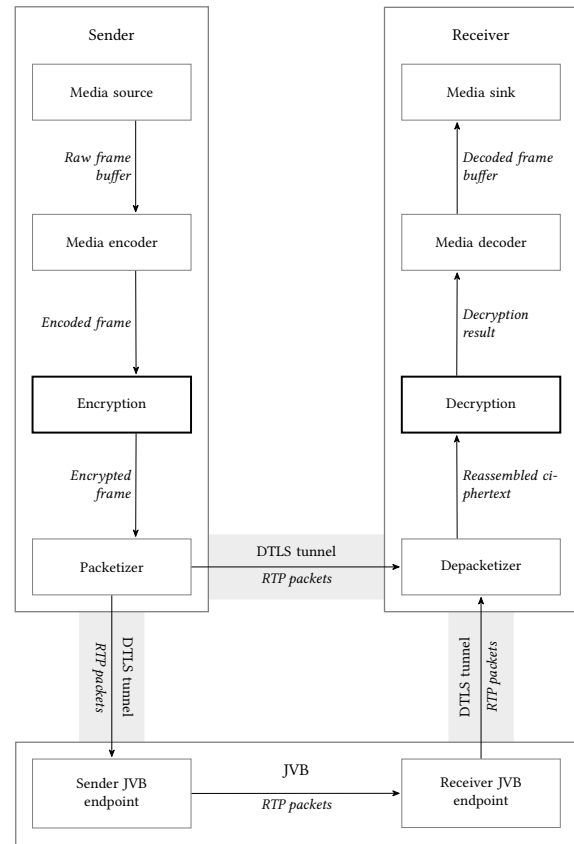 Sender
Receiver
Media source
Media sink
Raw frame
buffer
Decoded frame
buffer
Media encoder
Media decoder
Encoded frame
Decryption
result
Encryption
Decryption
Encrypted
frame
Reassembled ci-
phertext
Packetizer
DTLS tunnel
RTP packets
Depacketizer
DTLS tunnel
RTP packets
DTLS tunnel
RTP packets
JVB
Sender JVB
endpoint
RTP packets
Receiver JVB
endpoint